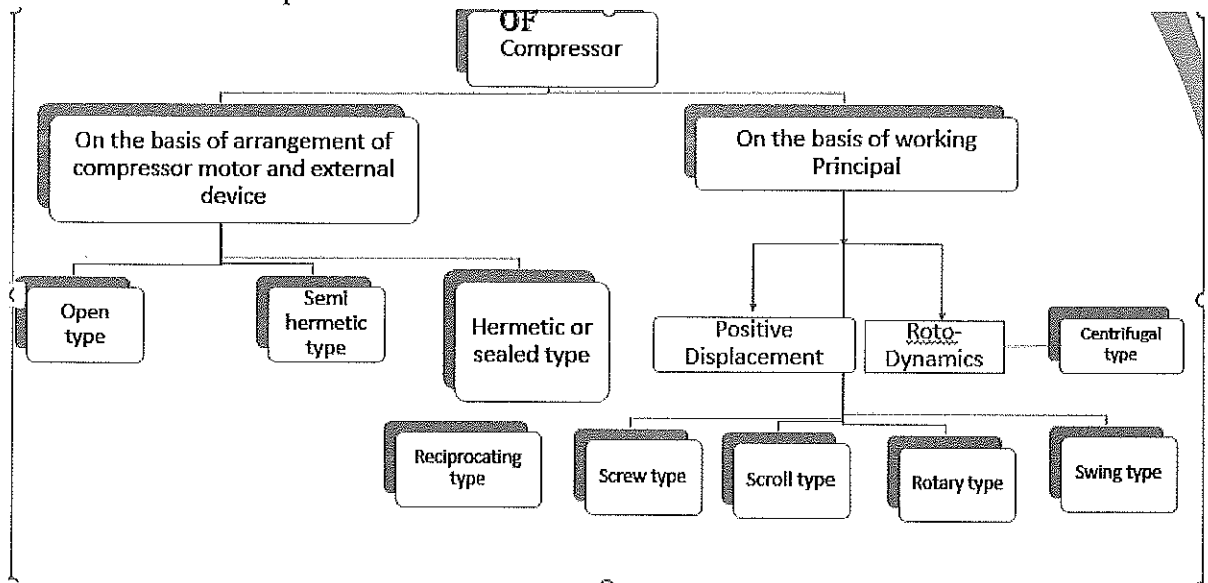 OF
Compressor
On the basis of arrangement of
compressor motor and external
device
On the basis of working
Principal
Open
type
Semi
hermetic
type
Hermetic or
sealed type
Positive
Displacement
Roto-
Dynamics
Centrifugal
type
Reciprocating
type
Screw type
Scroll type
Rotary type
Swing type